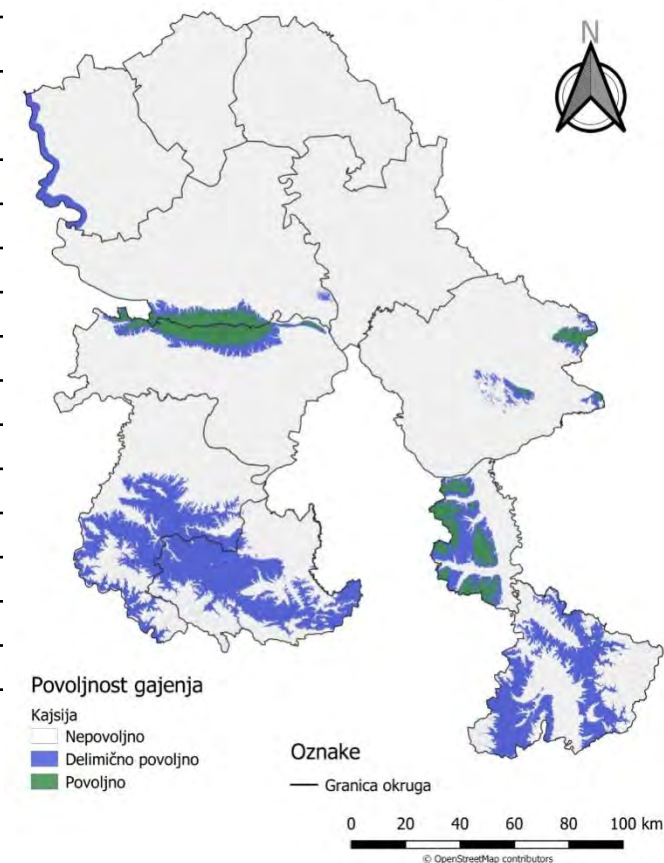 N
Povoljnost gajenja
Kajsija
Nepovoljno
Delimično povoljno
Povoljno
Oznake
Granica okruga
0 20 40 60 80 100 km
© OpenStreetMap contributors